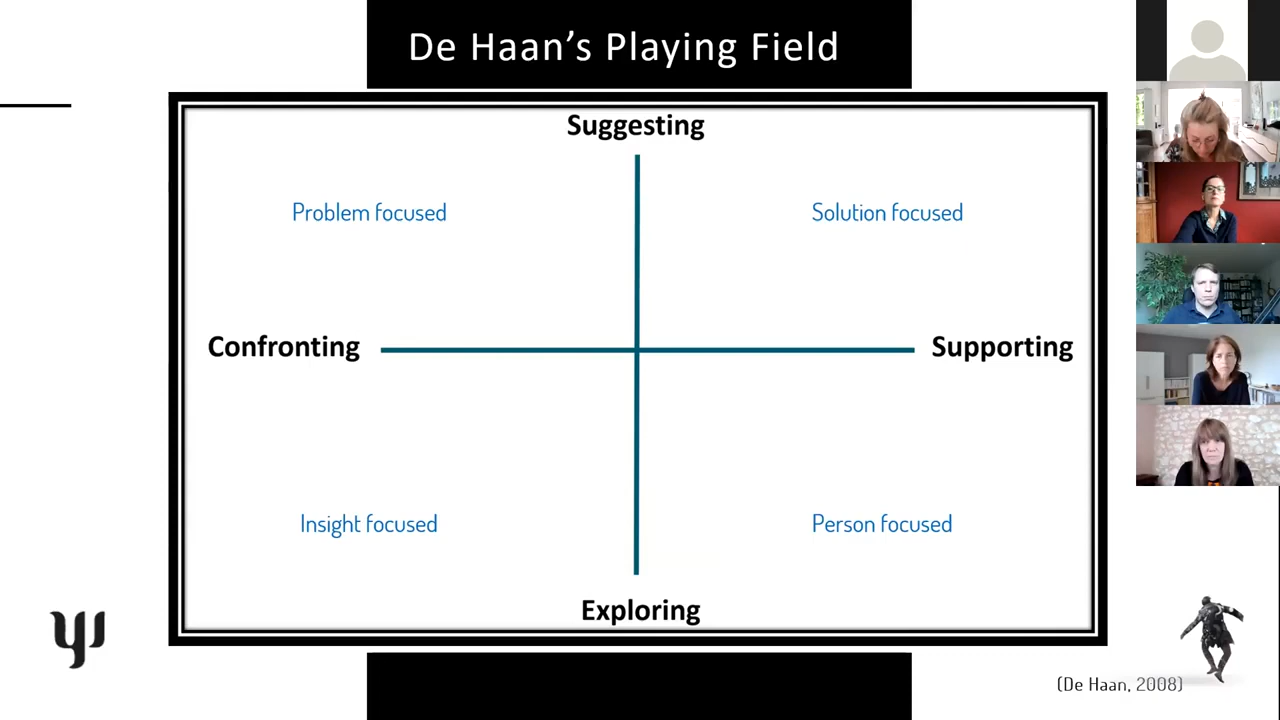 De Haan’s Playing Field
Suggesting
Problem focused
Solution focused
Confronting
Supporting
Insight focused
Person focused
Exploring
(De Haan, 2008)